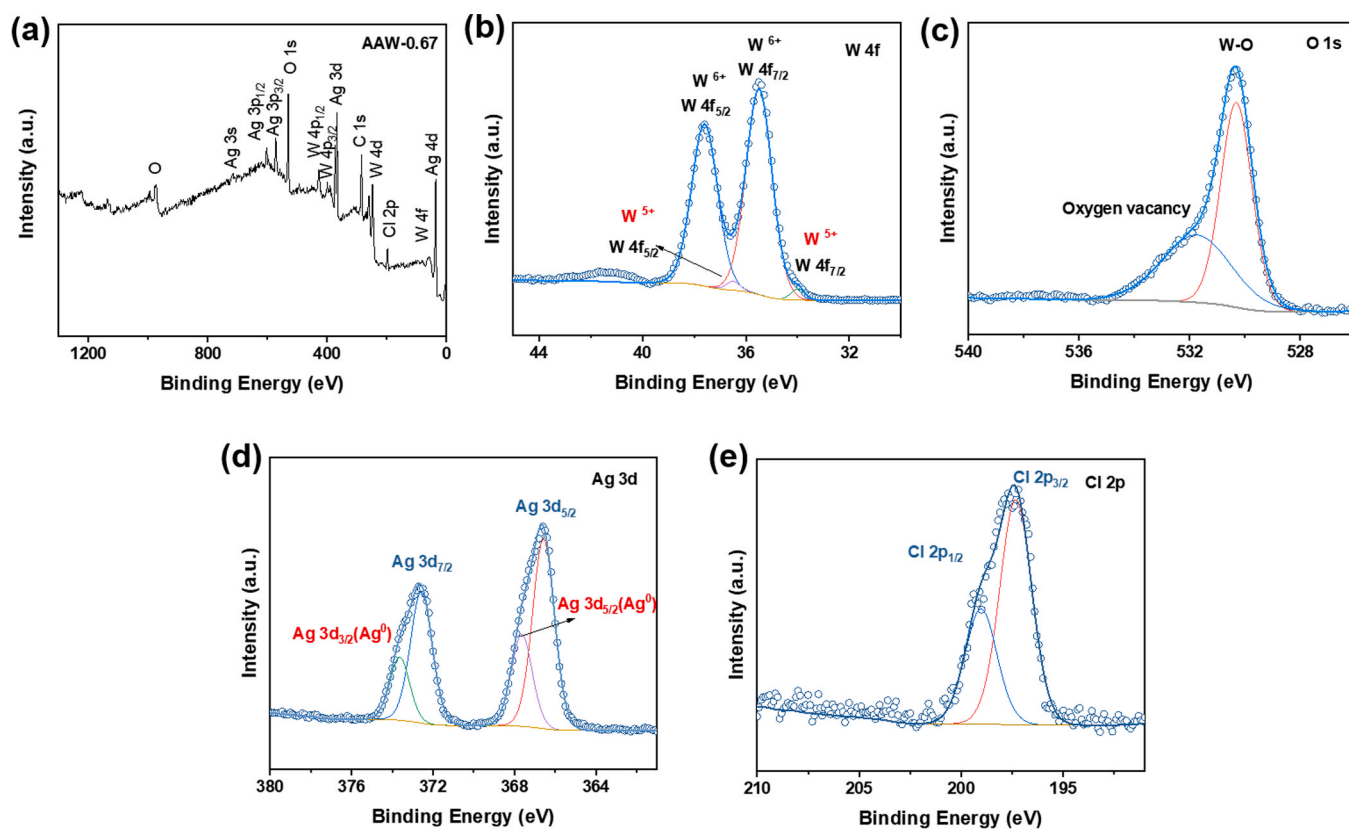 (a)
AAW-0.67
O
Ag 3s
Ag 3p1/2
Ag 3p3/2
O 1s
W 4p1/2
W 4p3/2
Ag 3d
C 1s
W 4d
Cl 2p
W 4f
Ag 4d
Intensity (a.u.)
1200 800 400 0
Binding Energy (eV)
(b)
W 4f
W 6+
W 4f5/2
W 6+
W 4f7/2
W 5+
W 4f5/2
W 5+
W 4f7/2
Intensity (a.u.)
44 40 36 32
Binding Energy (eV)
(c)
W-O
O 1s
Oxygen vacancy
Intensity (a.u.)
540 536 532 528
Binding Energy (eV)
(d)
Ag 3d
Ag 3d5/2
Ag 3d7/2
Ag 3d5/2(Ag0)
Ag 3d3/2(Ag0)
Intensity (a.u.)
380 376 372 368 364
Binding Energy (eV)
(e)
Cl 2p3/2
Cl 2p
Cl 2p1/2
Intensity (a.u.)
210 205 200 195
Binding Energy (eV)